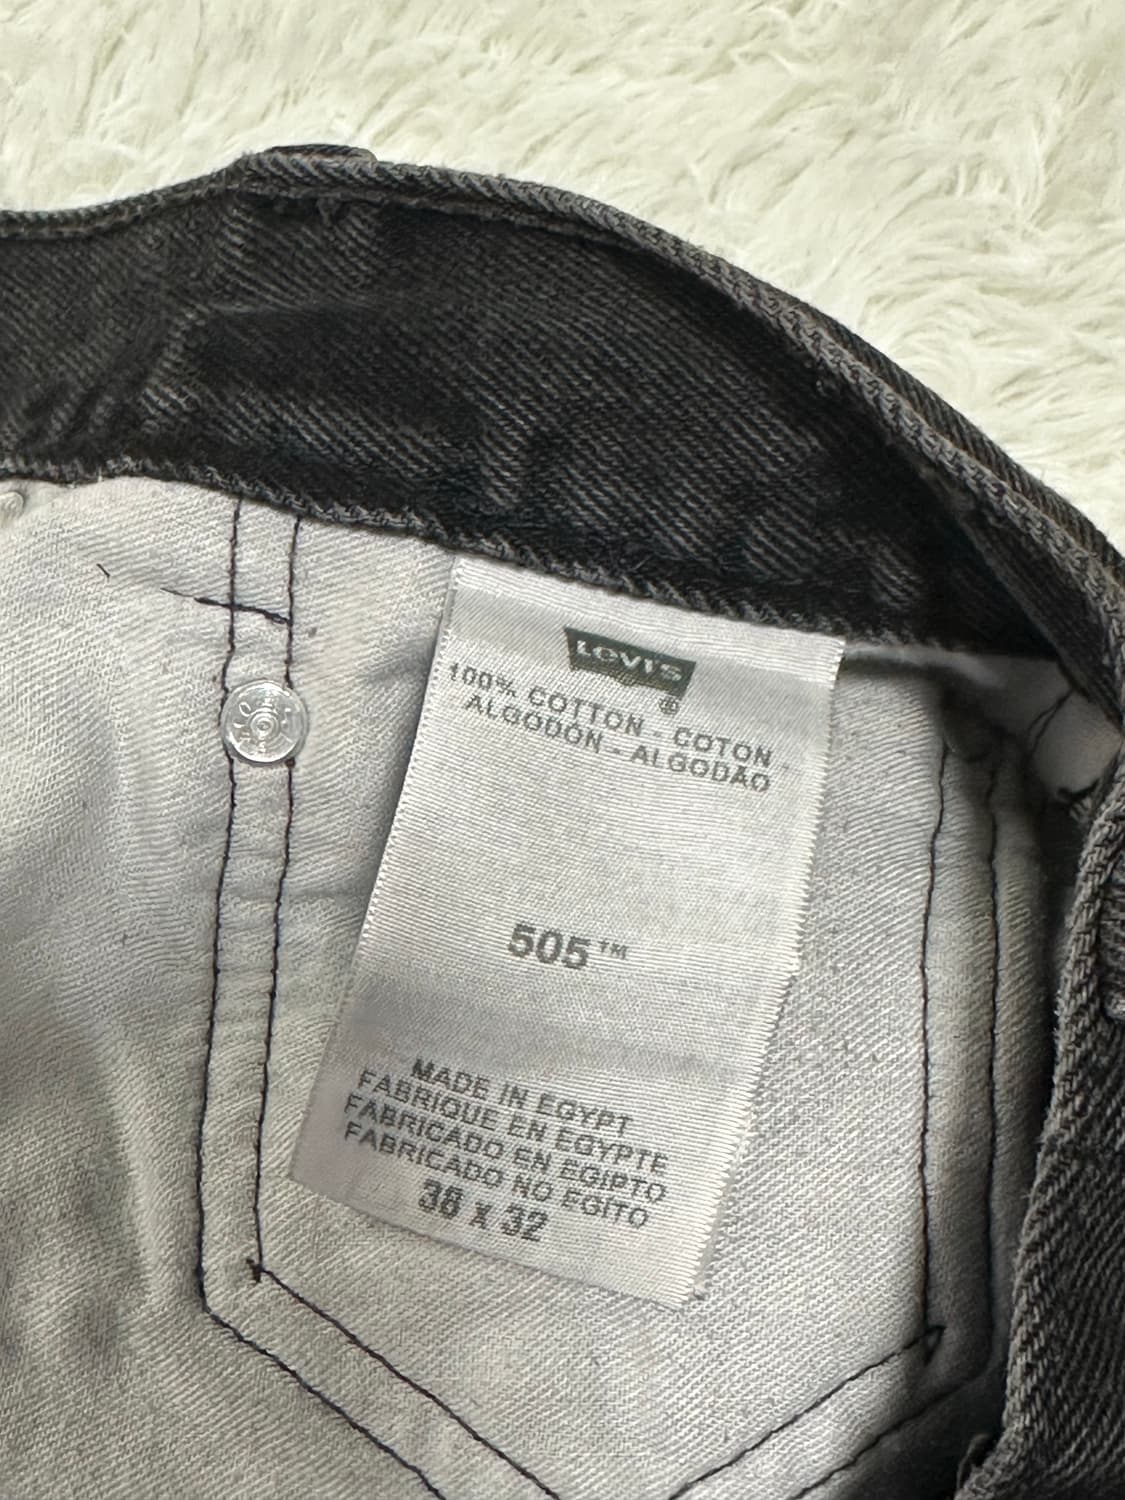 LEVI'S ®
100% COTTON - COTON
ALGODÓN - ALGODÃO
505™
MADE IN EGYPT
FABRIQUE EN EGYPTE
FABRICADO EN EGIPTO
FABRICADO NO EGITO
36 x 32